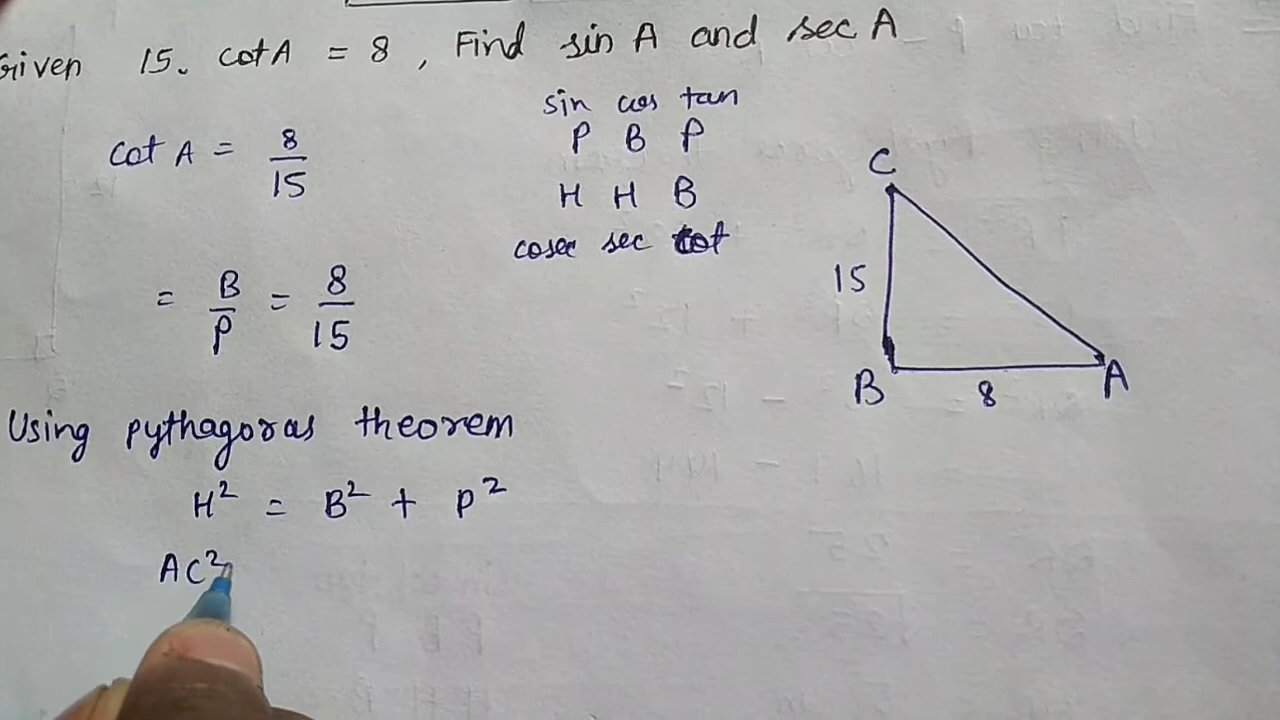 Given 15. cot A = 8, Find sin A and sec A
sin cos tan
P B P
H H B
cosec sec cot
cot A = 8/15
= B/P = 8/15
C
15
B
8
A
Using pythagoras theorem
H² = B² + P²
AC²